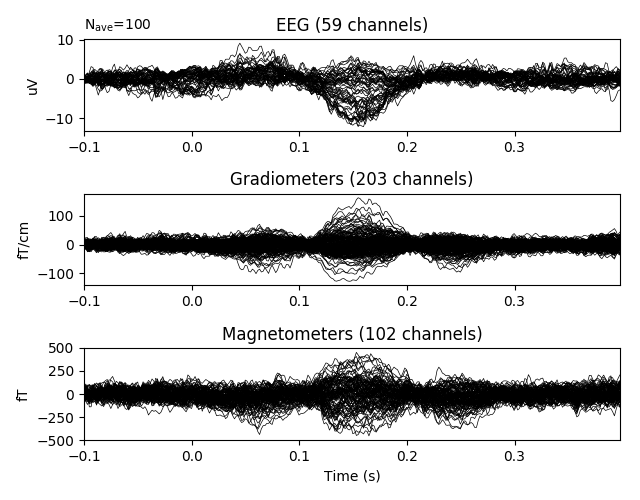 N_ave=100
EEG (59 channels)
10
0
−10
uV
−0.1 0.0 0.1 0.2 0.3
Gradiometers (203 channels)
100
0
−100
fT/cm
−0.1 0.0 0.1 0.2 0.3
Magnetometers (102 channels)
500
250
0
−250
−500
fT
−0.1 0.0 0.1 0.2 0.3
Time (s)